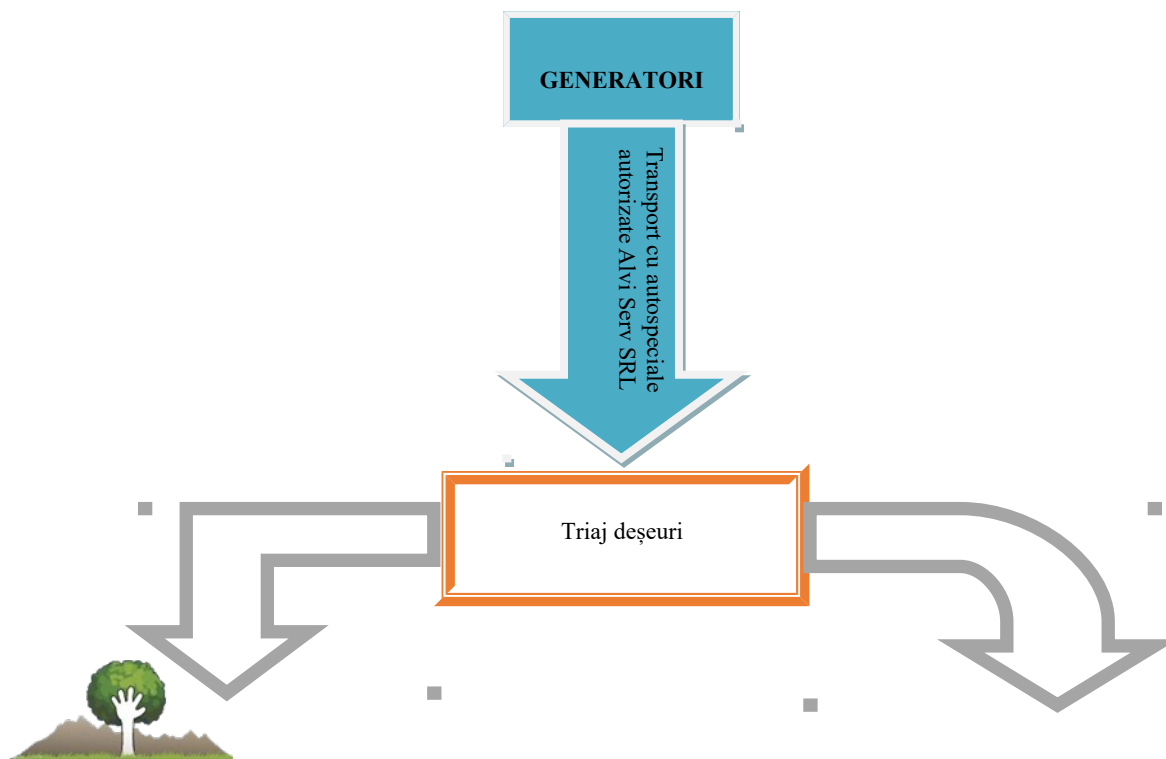 GENERATORI
Transport cu autospeciale
autorizate Alvi Serv SRL
Triaj deșeuri